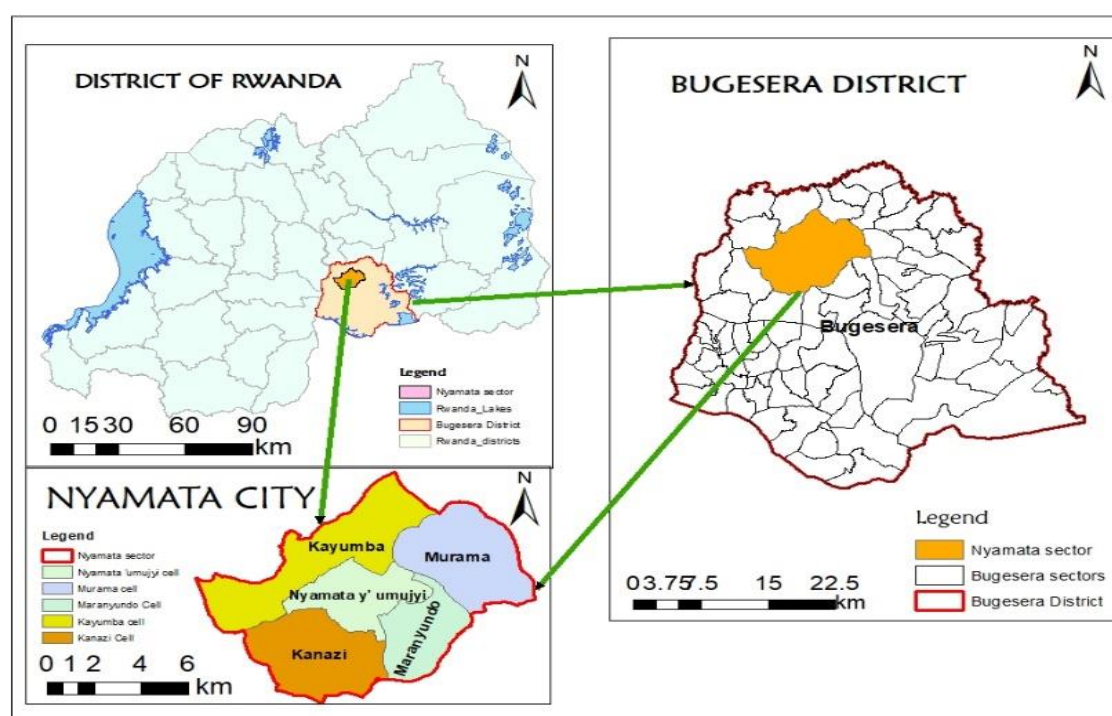 N
DISTRICT OF RWANDA
Legend
Nyamata sector
Rwanda_Lakes
Bugesera District
Rwanda_districts
0 15 30 60 90
km
N
BUGESERA DISTRICT
Bugesera
Legend
Nyamata sector
Bugesera sectors
Bugesera District
0 3.75 7.5 15 22.5
km
NYAMATA CITY
N
Legend
Nyamata sector
Nyamata 'umujyi cell
Murama cell
Maranyundo Cell
Kayumba cell
Kanazi Cell
Kayumba
Murama
Nyamata y' umujyi
Maranyundo
Kanazi
0 1 2 4 6
km